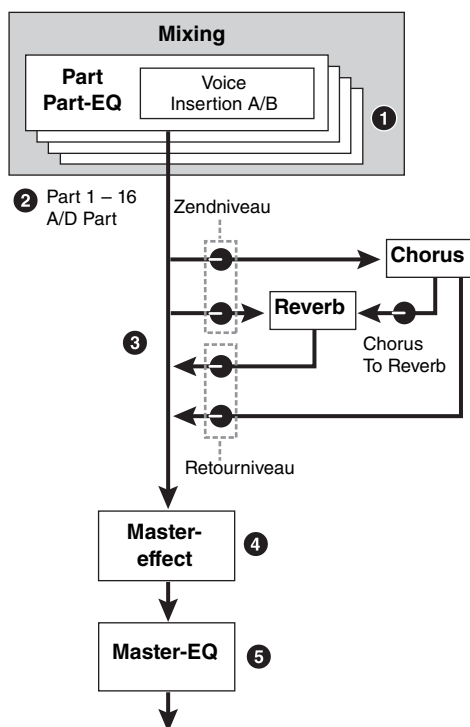 Mixing
Part
Part-EQ
Voice
Insertion A/B
1
2 Part 1 – 16
A/D Part
Zendniveau
Chorus
Reverb
3
Chorus
To Reverb
Retourniveau
Master-
effect
4
Master-EQ
5